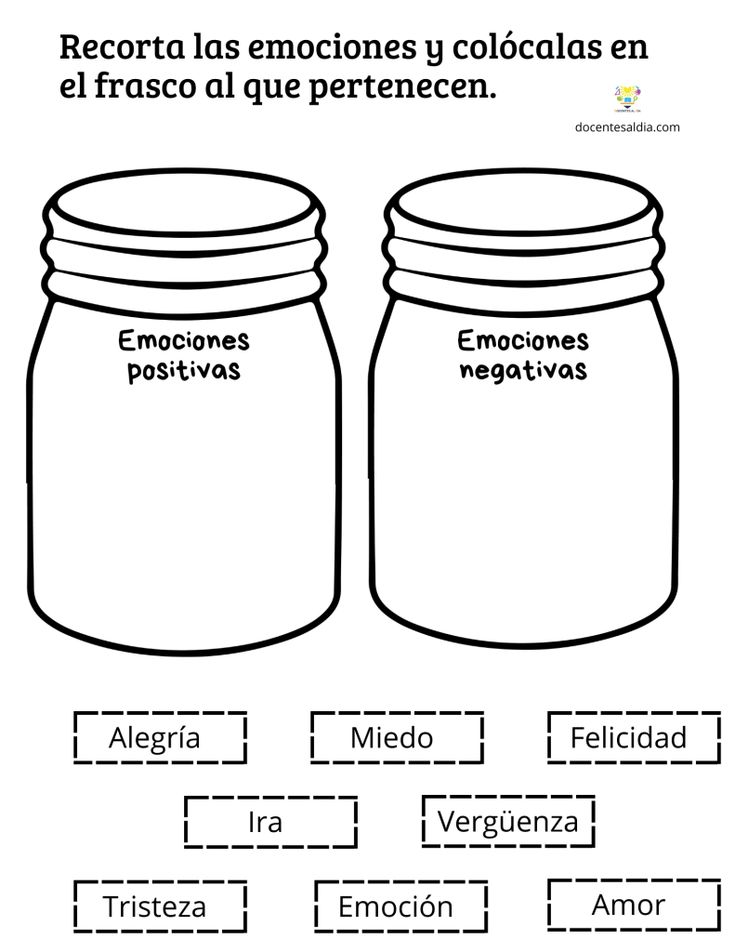 Recorta las emociones y colócalas en
el frasco al que pertenecen.
docentesaldia.com
Emociones
positivas
Emociones
negativas
Alegría
Miedo
Felicidad
Ira
Vergüenza
Tristeza
Emoción
Amor